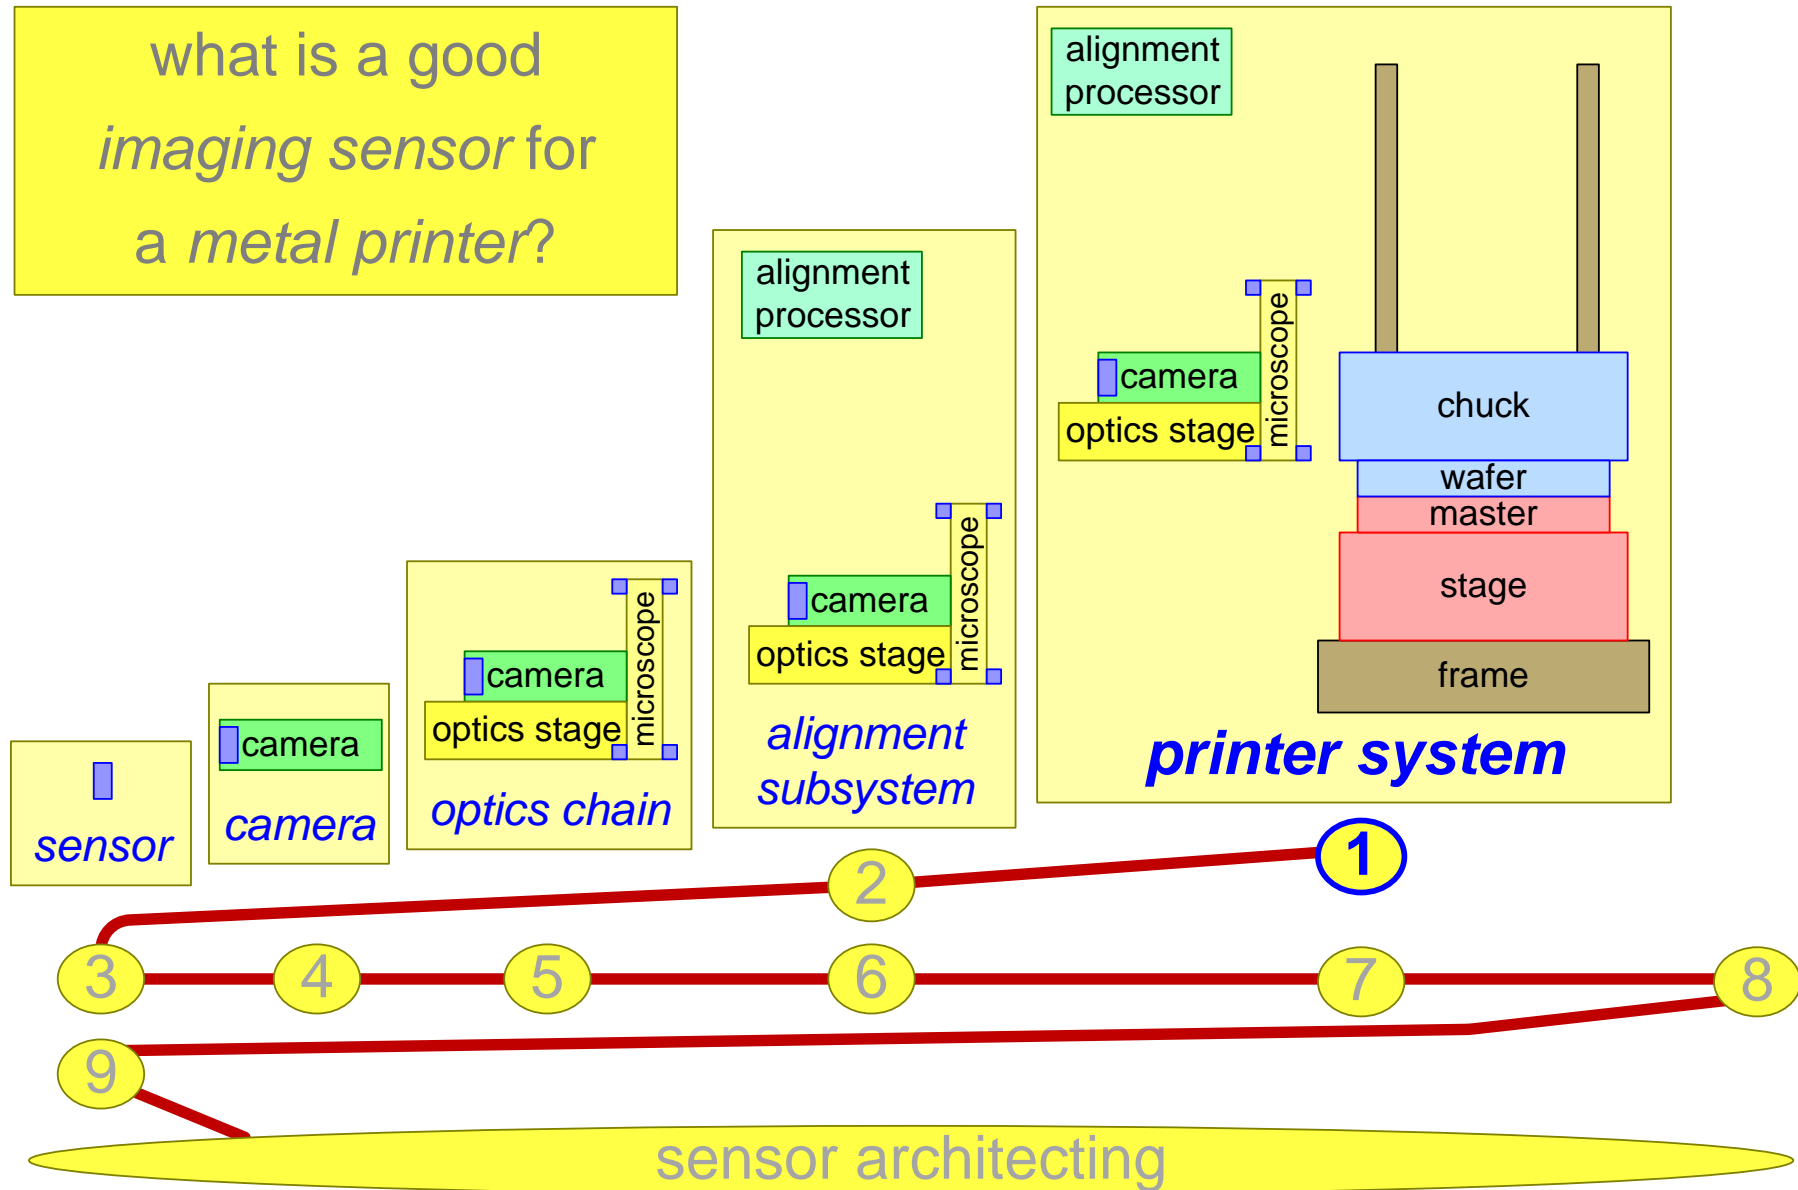 what is a good
imaging sensor for
a metal printer?
sensor
camera
camera
camera
microscope
optics stage
optics chain
alignment
processor
camera
microscope
optics stage
alignment
subsystem
alignment
processor
camera
microscope
optics stage
chuck
wafer
master
stage
frame
printer system
1
2
3
4
5
6
7
8
9
sensor architecting